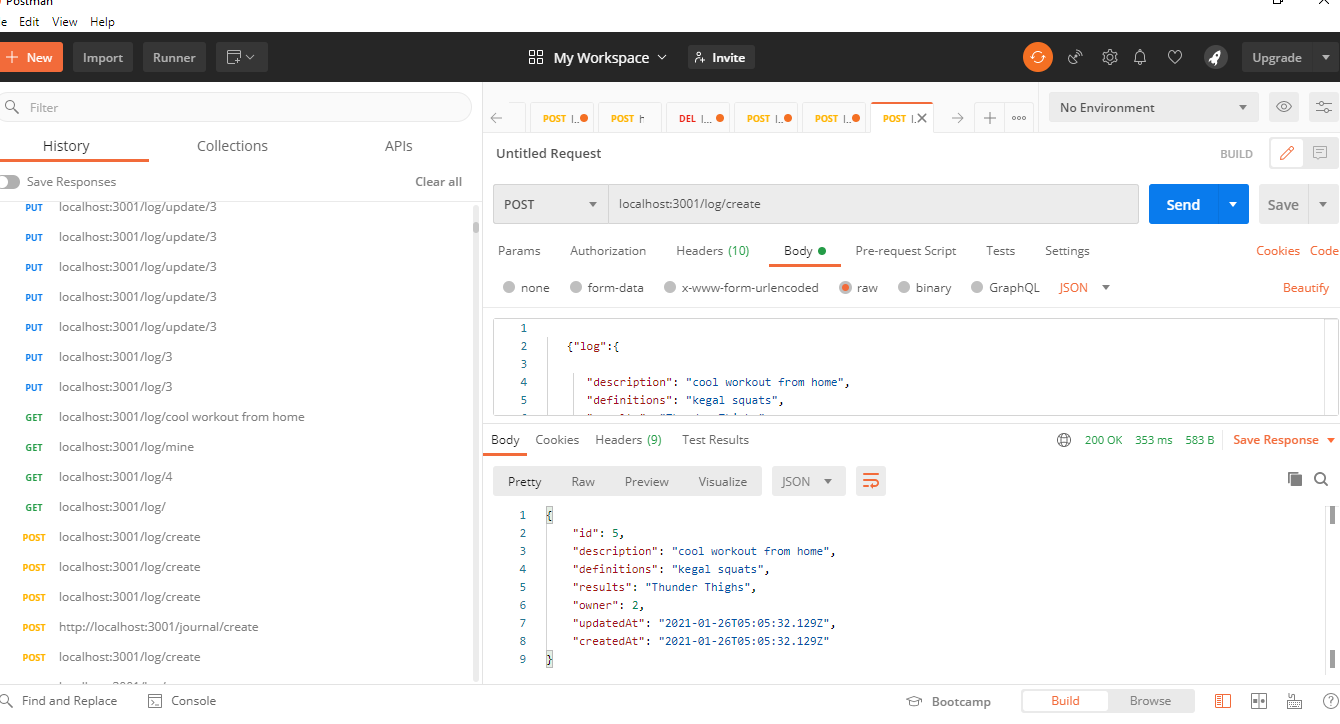 Postman
Edit View Help
New Import Runner My Workspace Invite Upgrade
Filter
History Collections APIs
Save Responses Clear all
PUT localhost:3001/log/update/3
PUT localhost:3001/log/update/3
PUT localhost:3001/log/update/3
PUT localhost:3001/log/update/3
PUT localhost:3001/log/update/3
PUT localhost:3001/log/3
PUT localhost:3001/log/3
GET localhost:3001/log/cool workout from home
GET localhost:3001/log/mine
GET localhost:3001/log/4
GET localhost:3001/log/
POST localhost:3001/log/create
POST localhost:3001/log/create
POST localhost:3001/log/create
POST http://localhost:3001/journal/create
POST localhost:3001/log/create
POST l.. POST h DEL l... POST l.. POST l.. POST l.
No Environment
Untitled Request BUILD
POST localhost:3001/log/create Send Save
Params Authorization Headers (10) Body Pre-request Script Tests Settings Cookies Code
none form-data x-www-form-urlencoded raw binary GraphQL JSON Beautify
1
2 {"log":{
3
4 "description": "cool workout from home",
5 "definitions": "kegal squats",
Body Cookies Headers (9) Test Results 200 OK 353 ms 583 B Save Response
Pretty Raw Preview Visualize JSON
1 {
2 "id": 5,
3 "description": "cool workout from home",
4 "definitions": "kegal squats",
5 "results": "Thunder Thighs",
6 "owner": 2,
7 "updatedAt": "2021-01-26T05:05:32.129Z",
8 "createdAt": "2021-01-26T05:05:32.129Z"
9 }
Find and Replace Console Bootcamp Build Browse